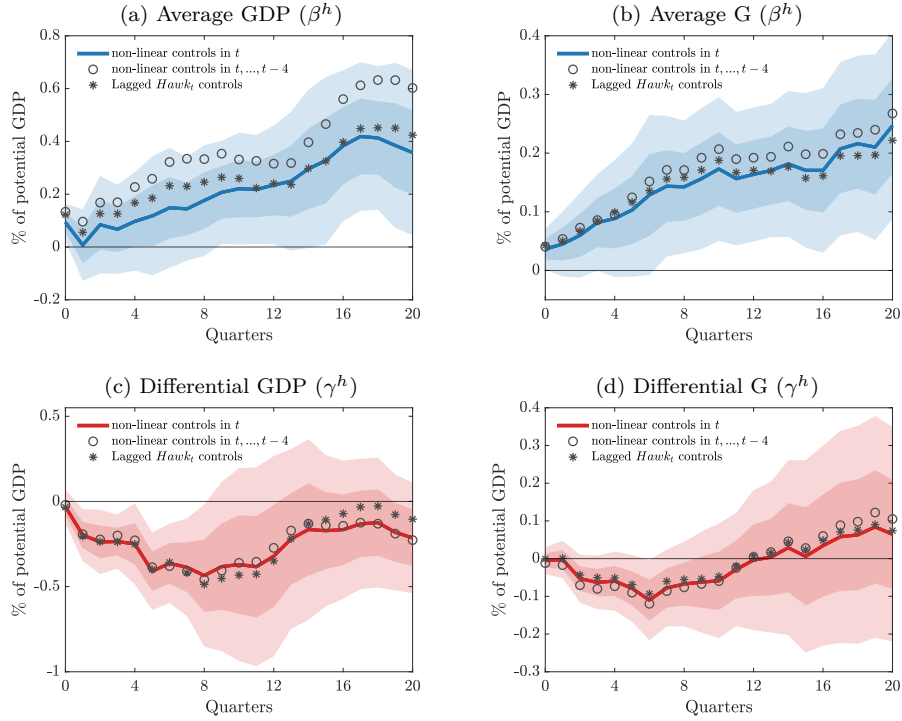 (a) Average GDP (β^h)
% of potential GDP
0.8
0.6
0.4
0.2
0
-0.2
non-linear controls in t
non-linear controls in t, ..., t − 4
Lagged Hawk_t controls
0 4 8 12 16 20
Quarters
(b) Average G (β^h)
% of potential GDP
0.4
0.3
0.2
0.1
0
non-linear controls in t
non-linear controls in t, ..., t − 4
Lagged Hawk_t controls
0 4 8 12 16 20
Quarters
(c) Differential GDP (γ^h)
% of potential GDP
0.5
0
-0.5
-1
non-linear controls in t
non-linear controls in t, ..., t − 4
Lagged Hawk_t controls
0 4 8 12 16 20
Quarters
(d) Differential G (γ^h)
% of potential GDP
0.4
0.3
0.2
0.1
0
-0.1
-0.2
-0.3
non-linear controls in t
non-linear controls in t, ..., t − 4
Lagged Hawk_t controls
0 4 8 12 16 20
Quarters